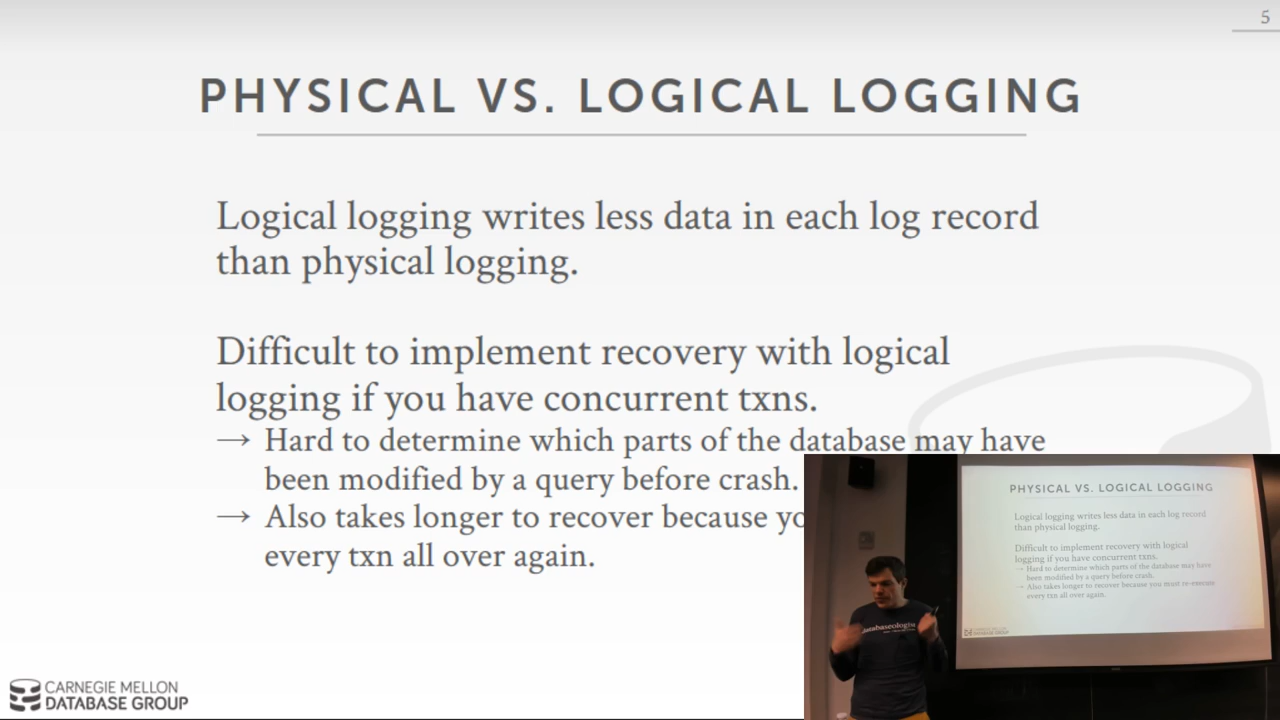 5
PHYSICAL VS. LOGICAL LOGGING
Logical logging writes less data in each log record
than physical logging.
Difficult to implement recovery with logical
logging if you have concurrent txns.
→ Hard to determine which parts of the database may have
been modified by a query before crash.
→ Also takes longer to recover because yo
every txn all over again.
CARNEGIE MELLON
DATABASE GROUP
PHYSICAL VS. LOGICAL LOGGING
Logical logging writes less data in each log record
than physical logging.
Difficult to implement recovery with logical
logging if you have concurrent txns.
→ Hard to determine which parts of the database may have
been modified by a query before crash.
→ Also takes longer to recover because you must re-execute
every txn all over again.
CARNEGIE MELLON
DATABASE GROUP